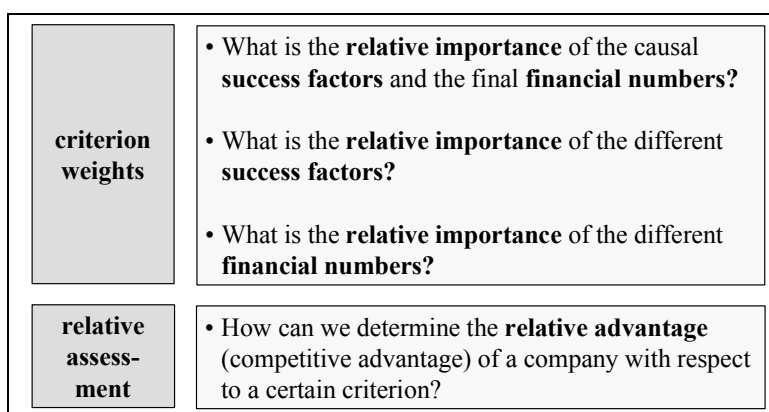 criterion
weights
• What is the relative importance of the causal
success factors and the final financial numbers?
• What is the relative importance of the different
success factors?
• What is the relative importance of the different
financial numbers?
relative
assess-
ment
• How can we determine the relative advantage
(competitive advantage) of a company with respect
to a certain criterion?